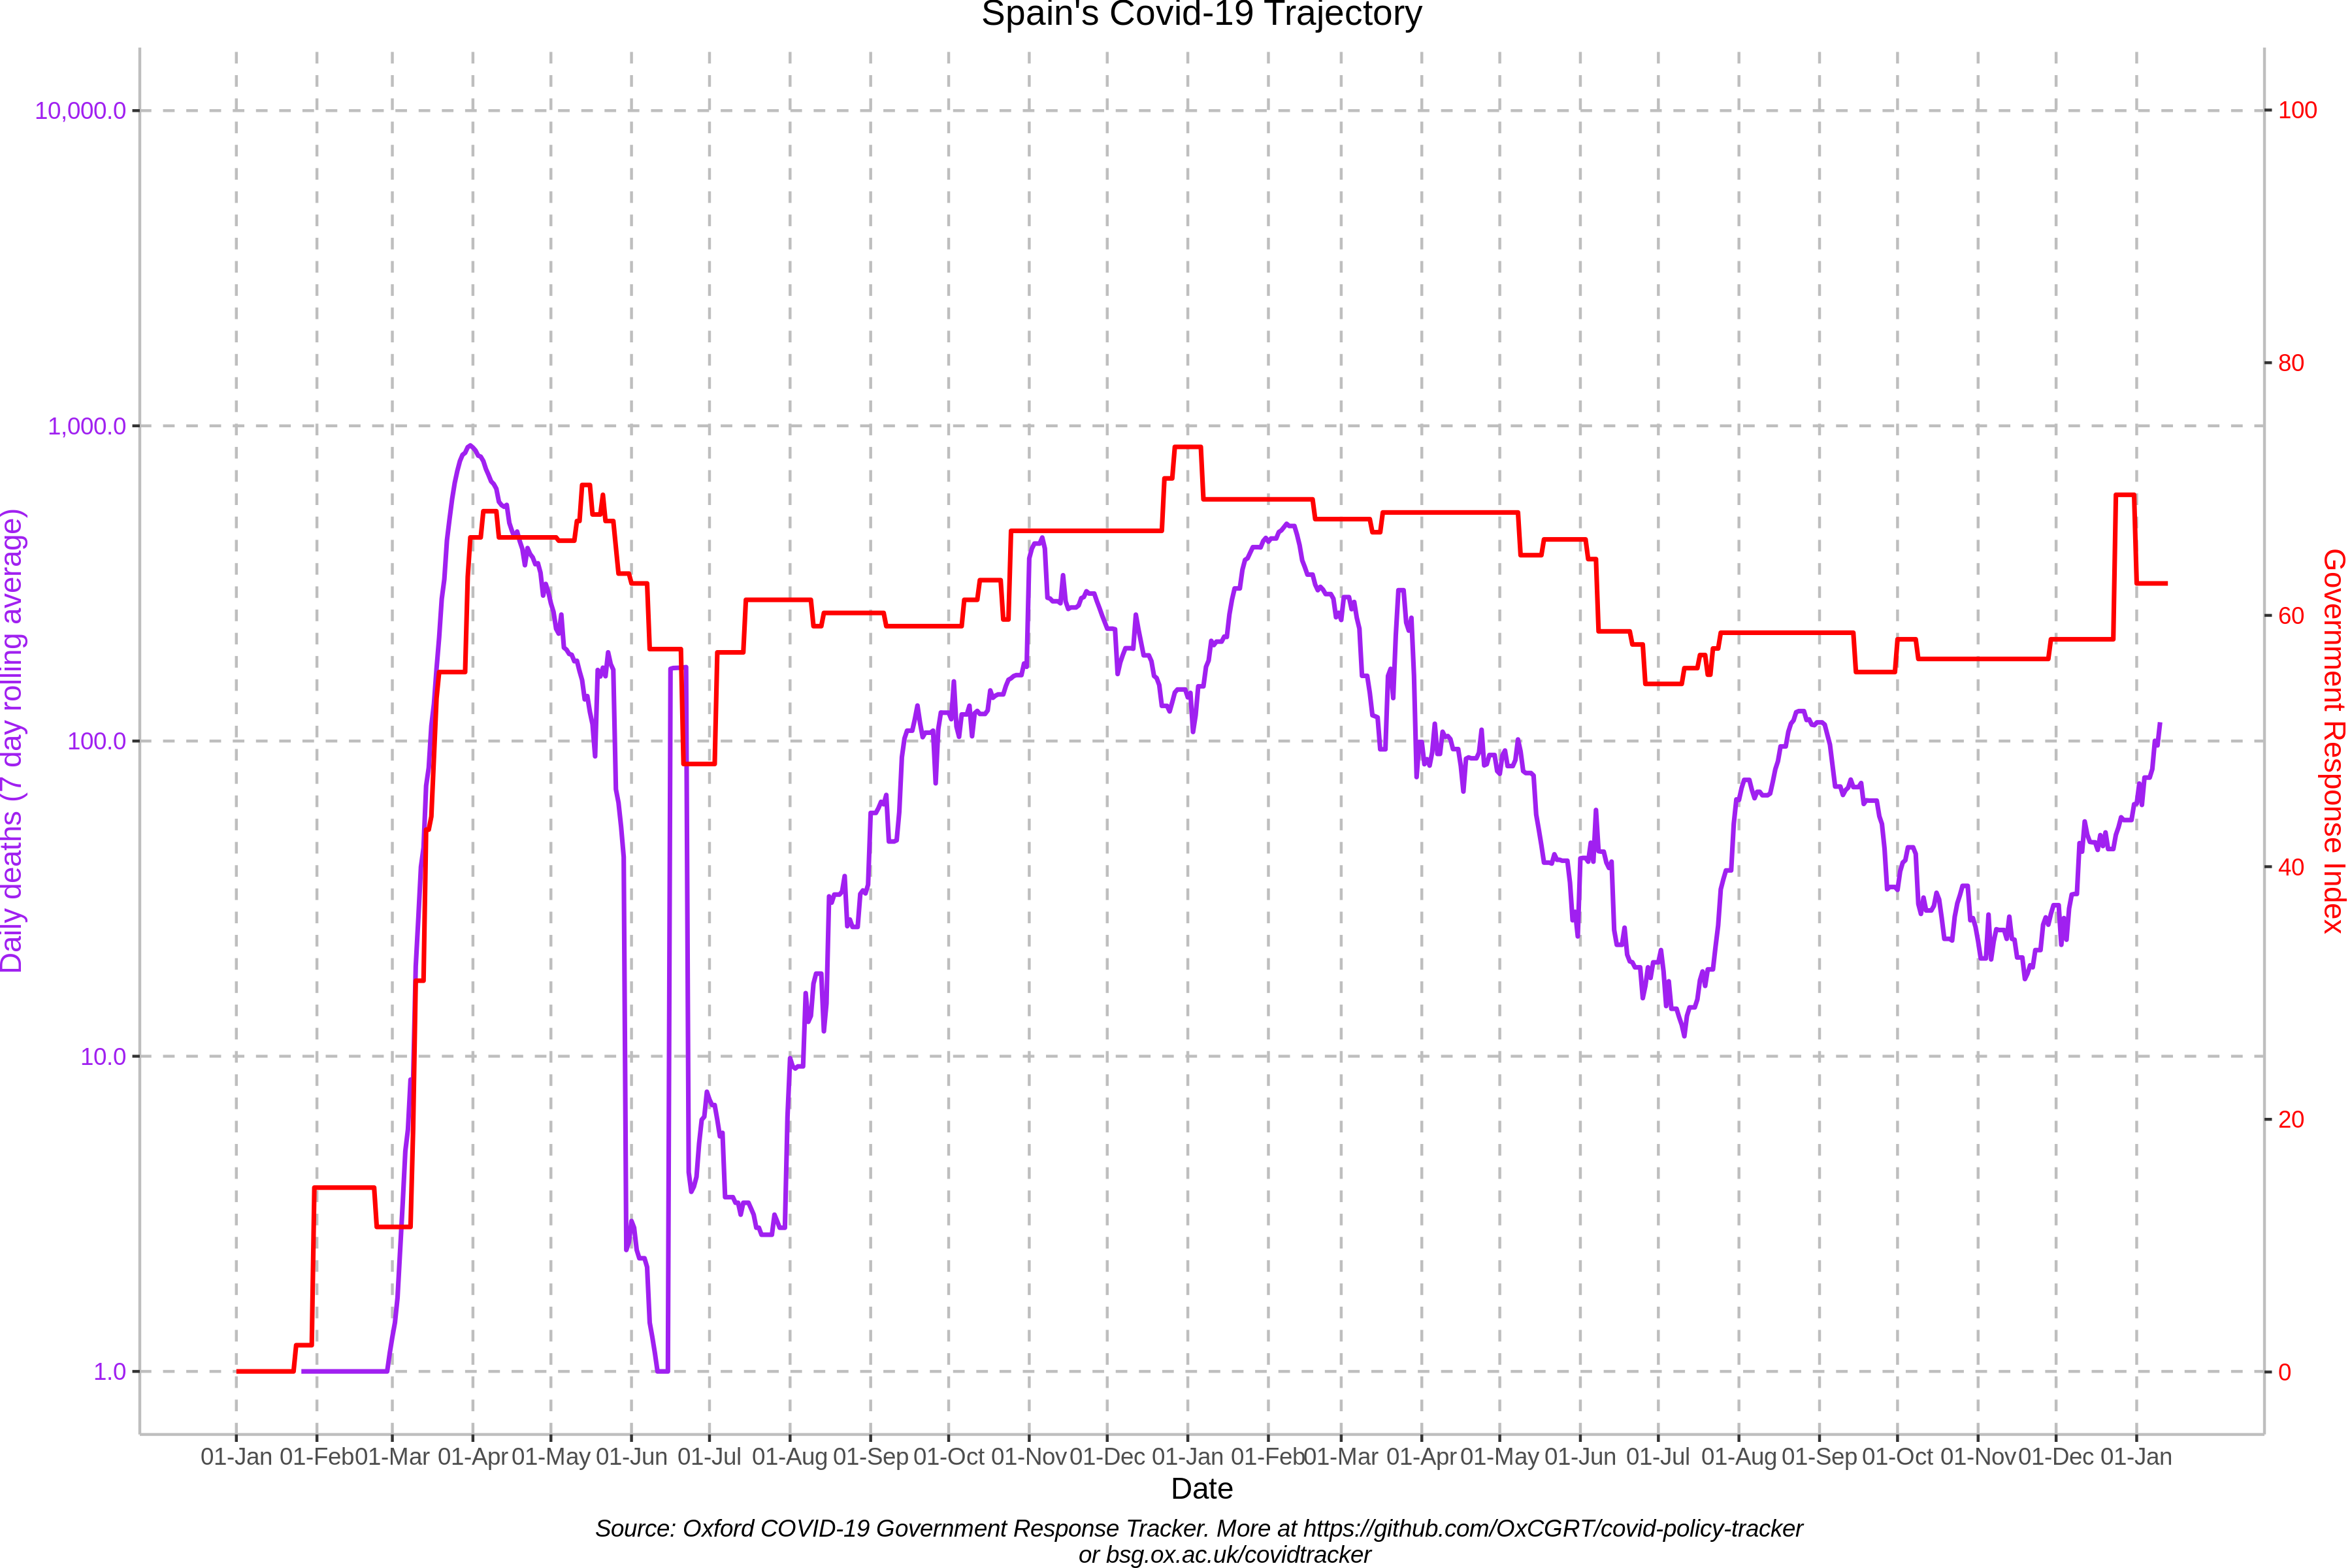 Spain's Covid-19 Trajectory
10,000.0
1,000.0
100.0
10.0
1.0
Daily deaths (7 day rolling average)
100
80
60
40
20
0
Government Response Index
01-Jan 01-Feb 01-Mar 01-Apr 01-May 01-Jun 01-Jul 01-Aug 01-Sep 01-Oct 01-Nov 01-Dec 01-Jan 01-Feb 01-Mar 01-Apr 01-May 01-Jun 01-Jul 01-Aug 01-Sep 01-Oct 01-Nov 01-Dec 01-Jan
Date
Source: Oxford COVID-19 Government Response Tracker. More at https://github.com/OxCGRT/covid-policy-tracker
or bsg.ox.ac.uk/covidtracker